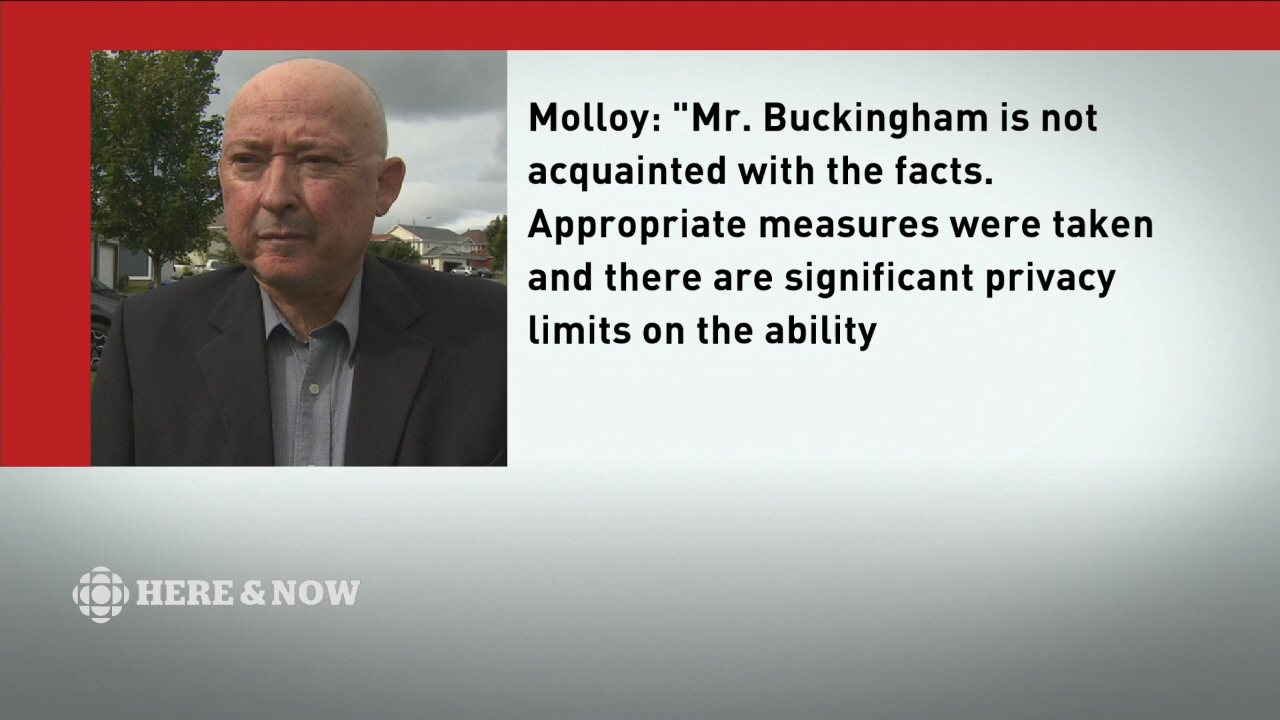 Molloy: "Mr. Buckingham is not
acquainted with the facts.
Appropriate measures were taken
and there are significant privacy
limits on the ability
HERE & NOW